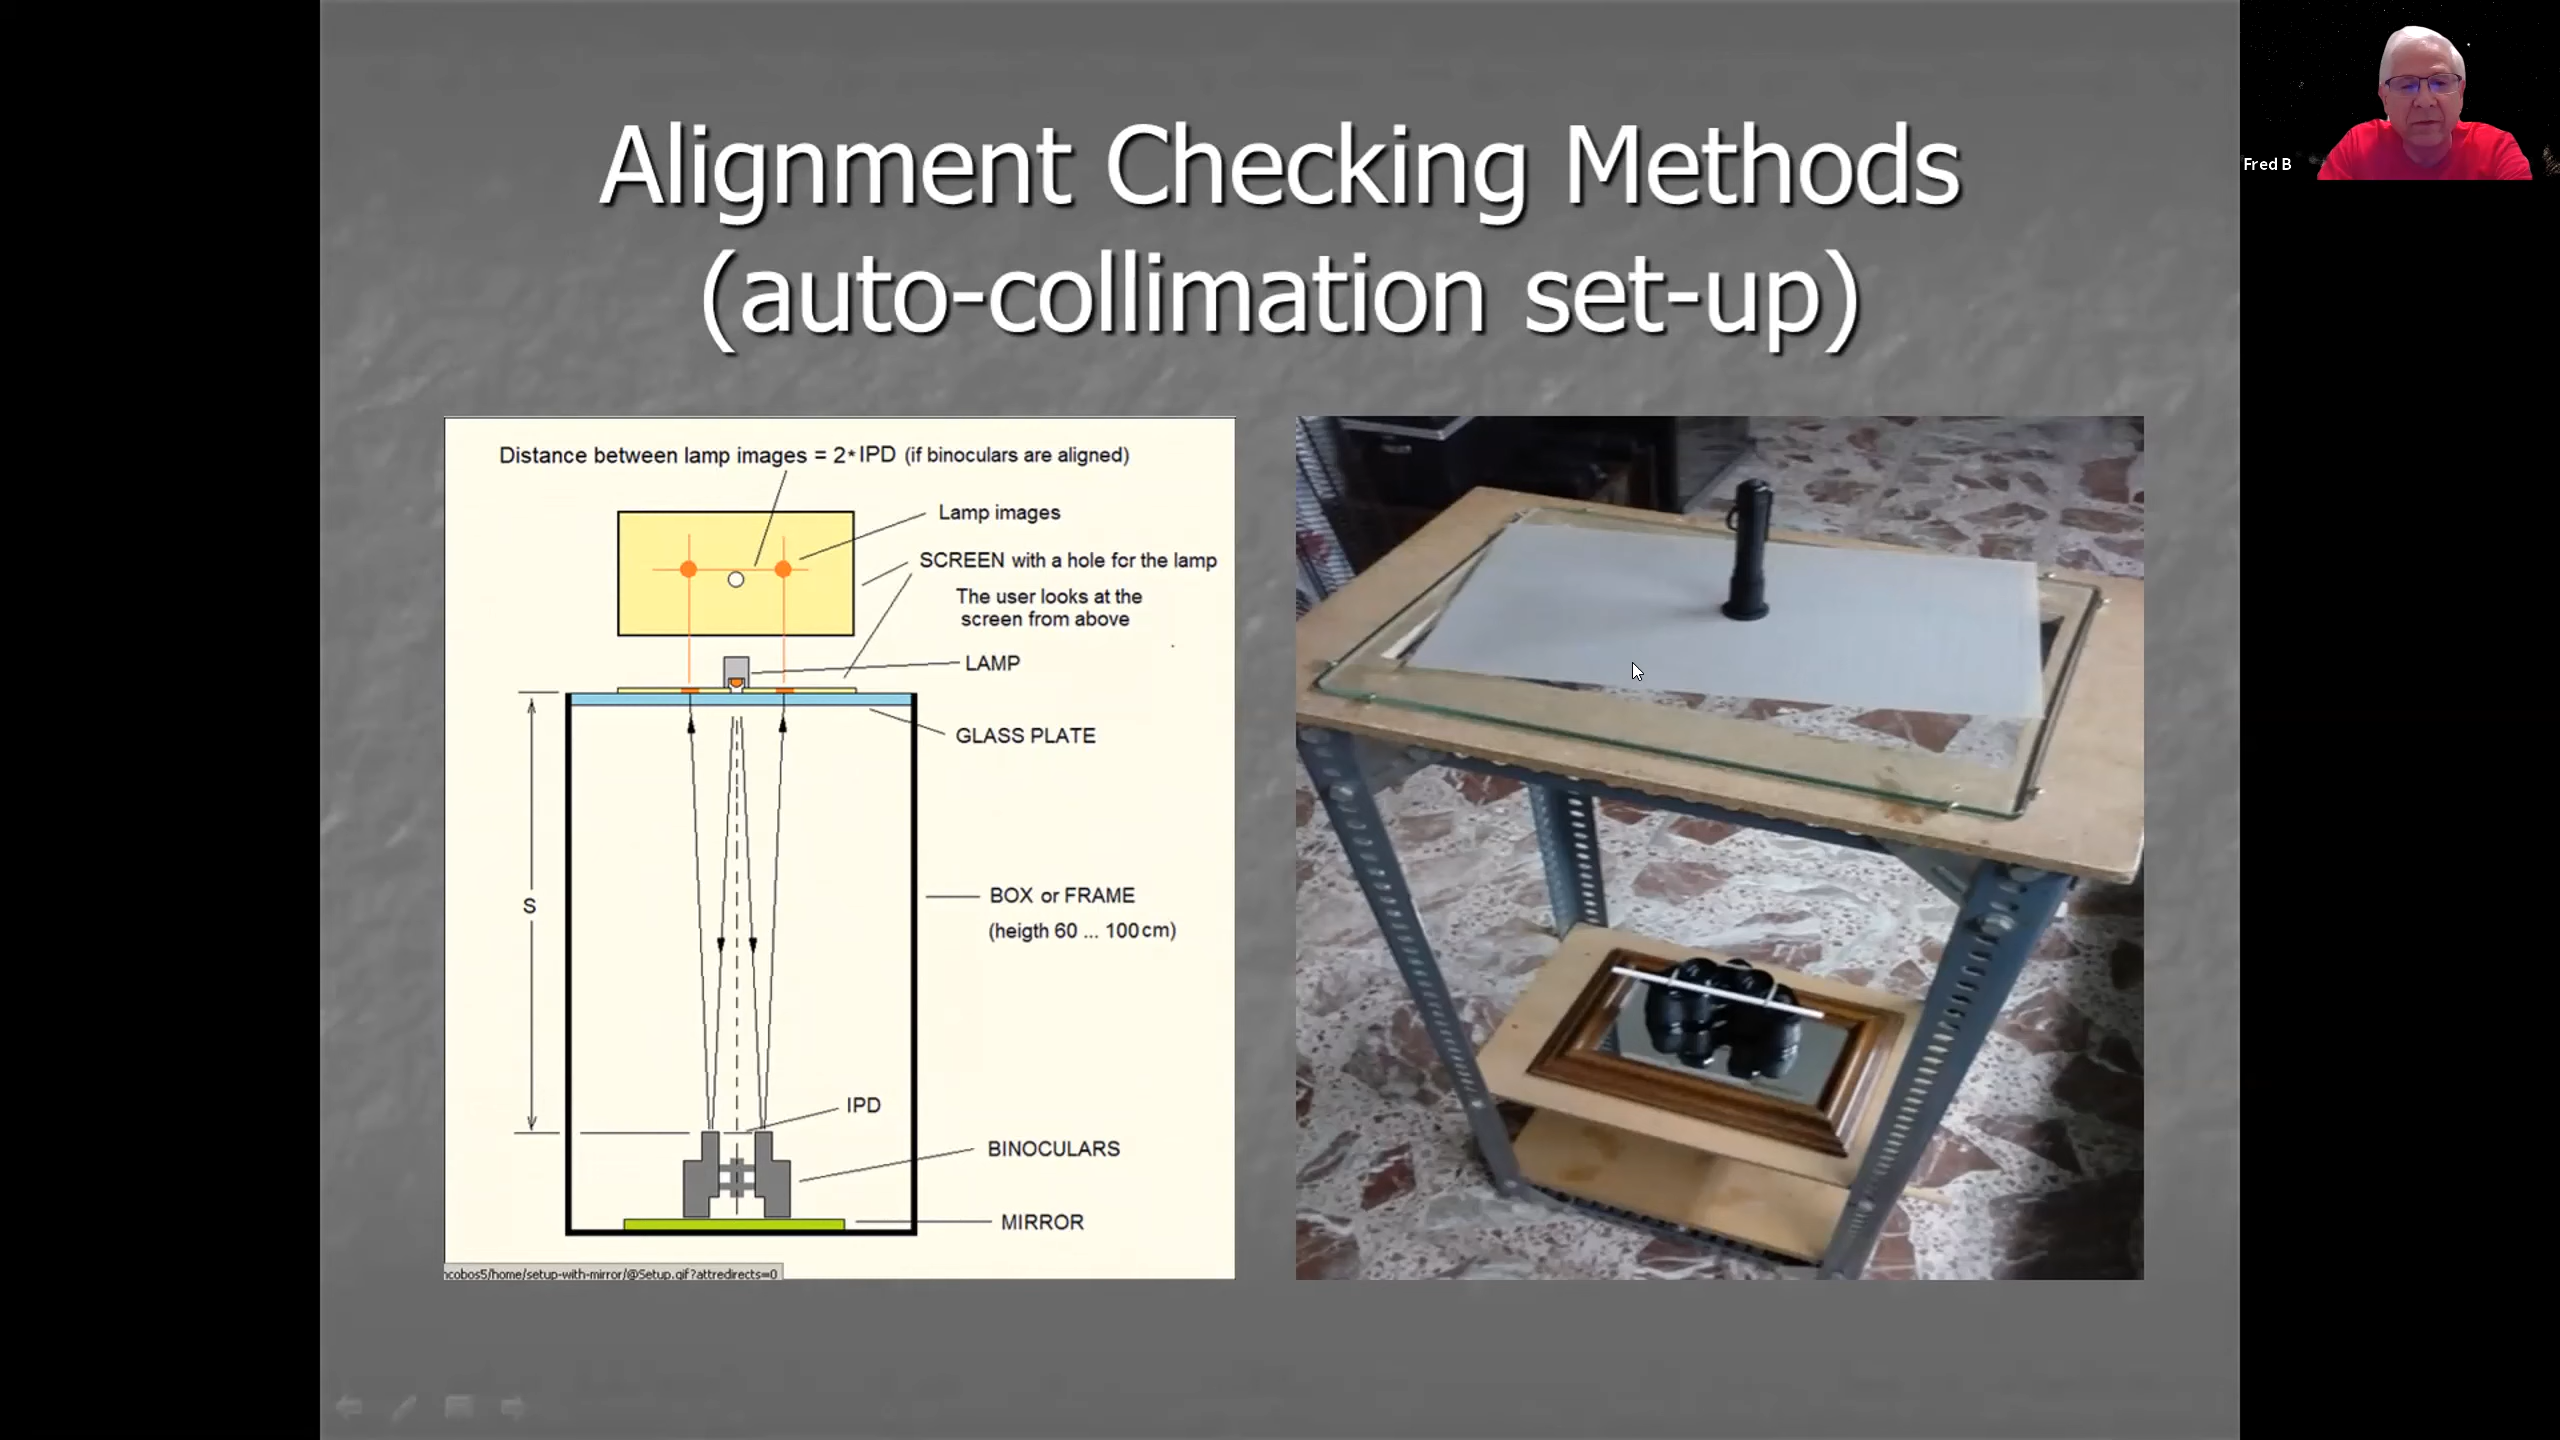 Alignment Checking Methods
(auto-collimation set-up)
Fred B
Distance between lamp images = 2*IPD (if binoculars are aligned)
Lamp images
SCREEN with a hole for the lamp
The user looks at the
screen from above
LAMP
GLASS PLATE
S
BOX or FRAME
(heigth 60 ... 100cm)
IPD
BINOCULARS
MIRROR
ncobos5/home/setup-with-mirror/@Setup.gif?attredirects=0